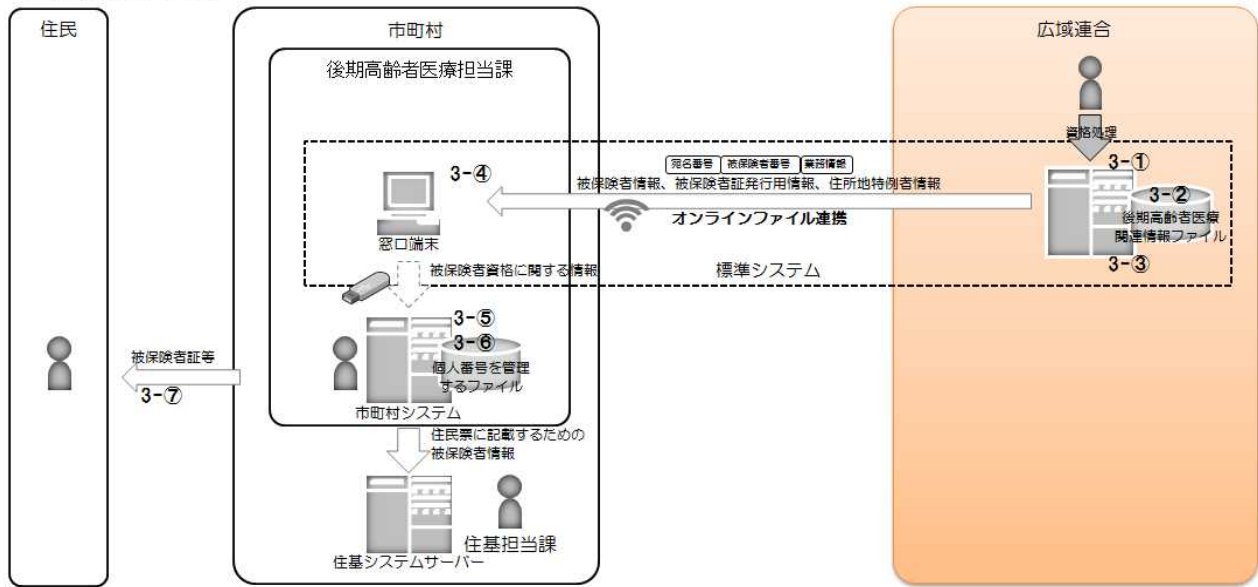 住民
市町村
広域連合
後期高齢者医療担当課
資格処理
宛名番号 被保険者番号 業務情報
3-①
3-④
被保険者情報、被保険者証発行用情報、住所地特例者情報
3-②
オンラインファイル連携
後期高齢者医療
関連情報ファイル
窓口端末
3-③
被保険者資格に関する情報
標準システム
3-⑤
3-⑥
被保険者証等
個人番号を管理
するファイル
3-⑦
市町村システム
住民票に記載するための
被保険者情報
住基担当課
住基システムサーバー